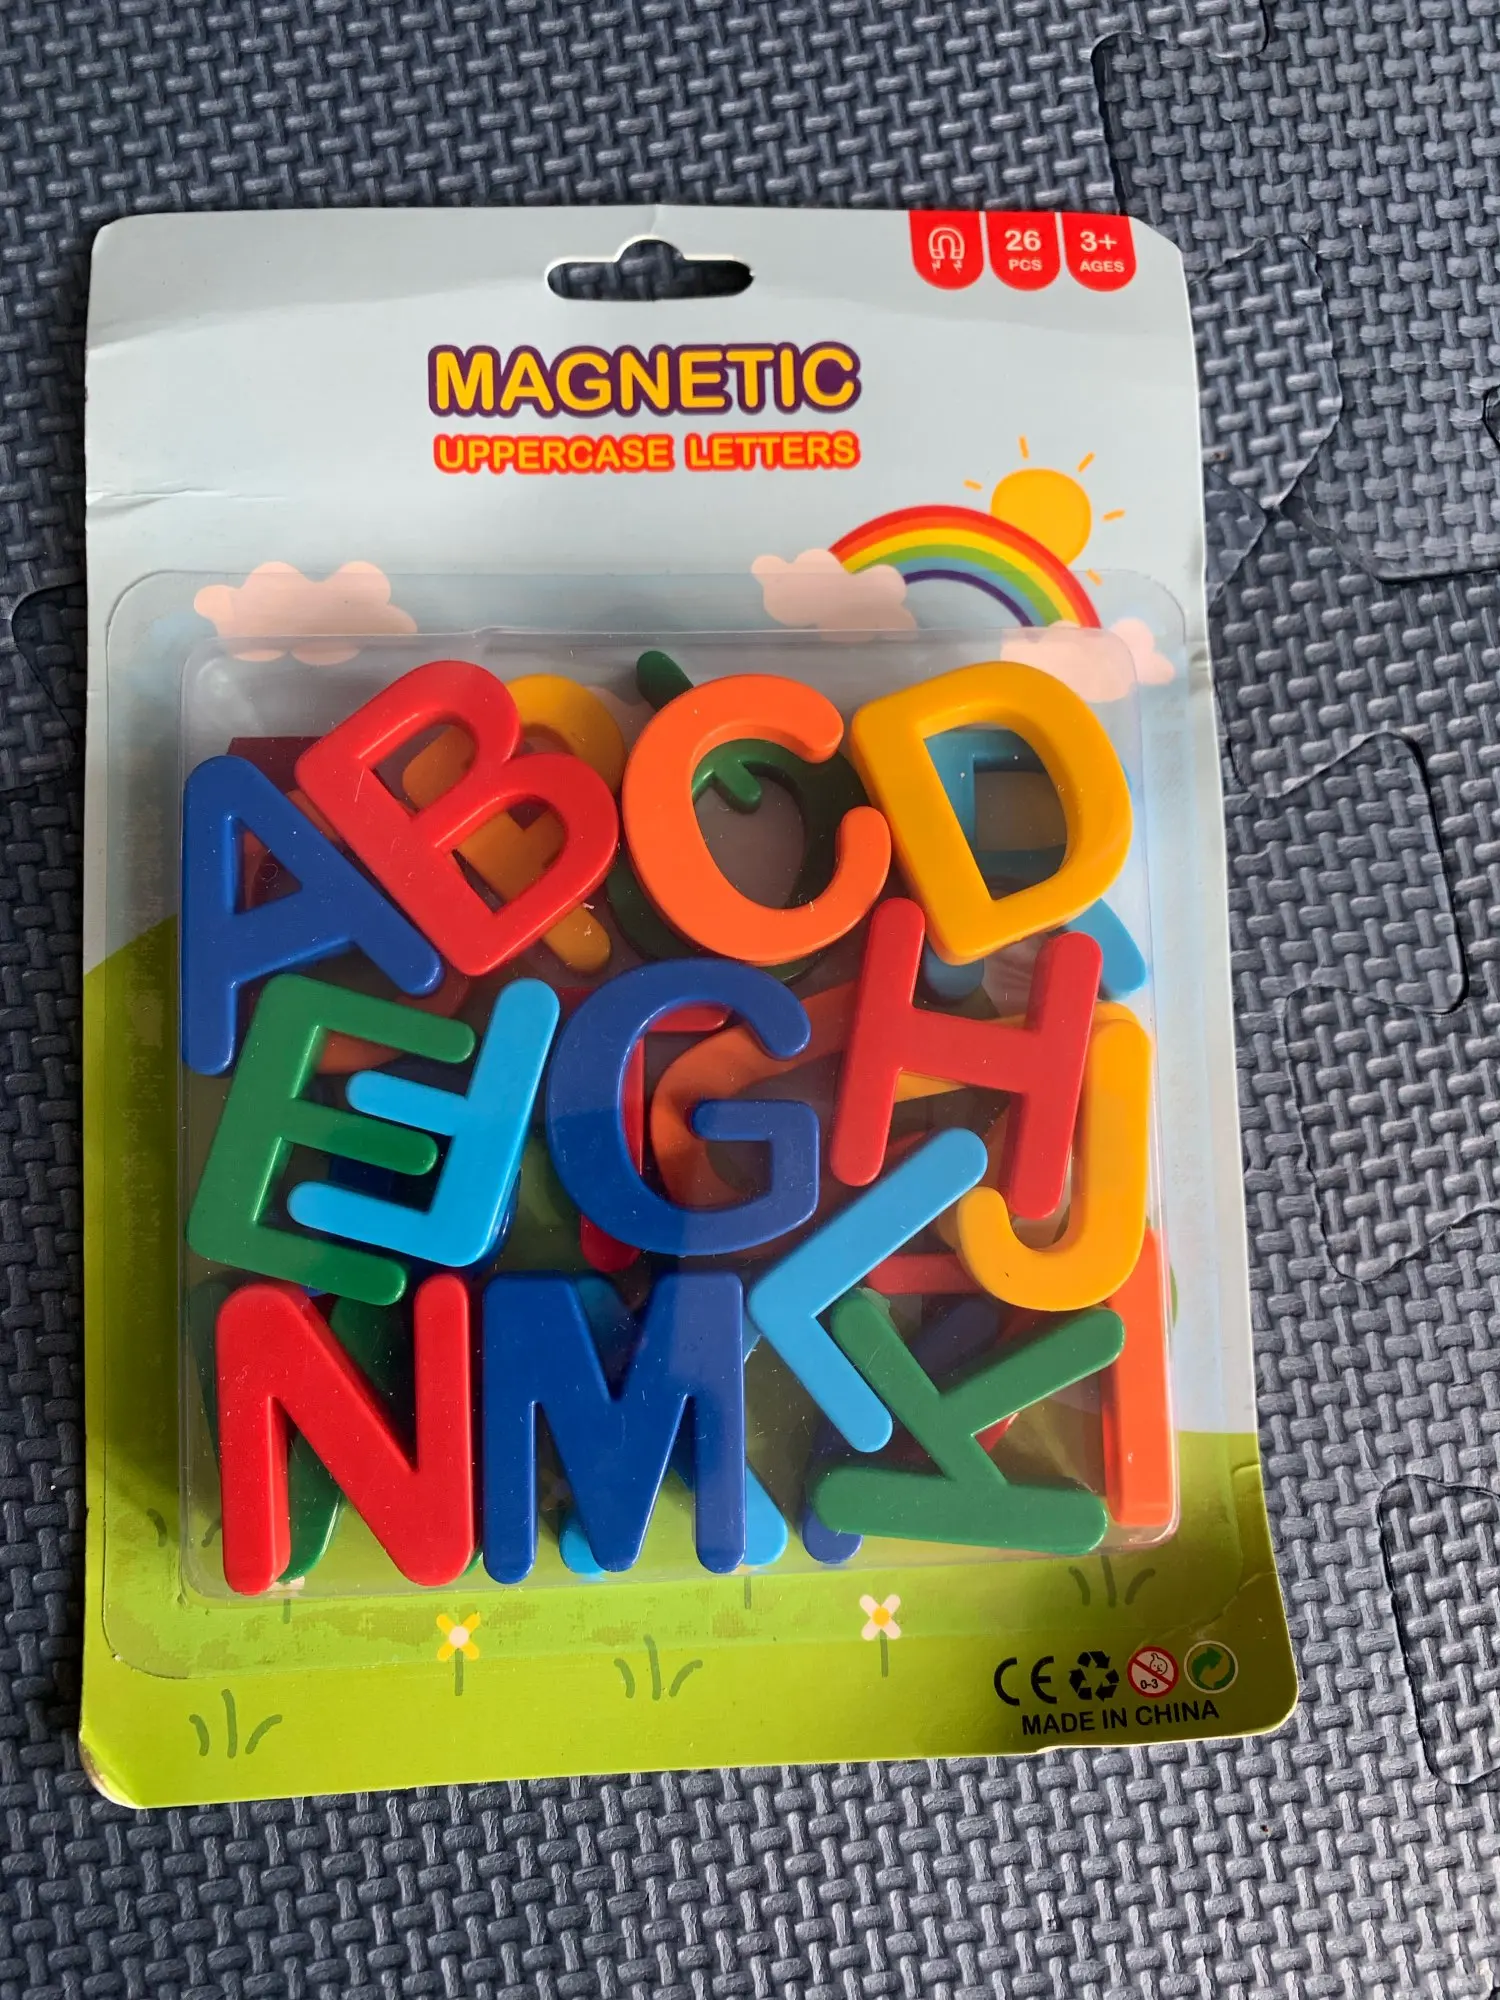 26
PCS
3+
AGES
MAGNETIC
UPPERCASE LETTERS
A B C D
E F G H J
N M L K I
CE 0-3
MADE IN CHINA